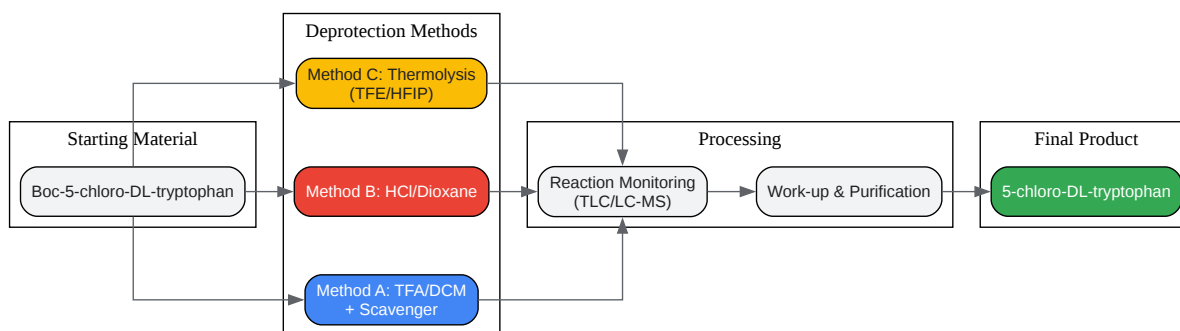 Deprotection Methods
Method C: Thermolysis
(TFE/HFIP)
Starting Material
Processing
Final Product
Boc-5-chloro-DL-tryptophan
Method B: HCl/Dioxane
Reaction Monitoring
(TLC/LC-MS)
Work-up & Purification
5-chloro-DL-tryptophan
Method A: TFA/DCM
+ Scavenger